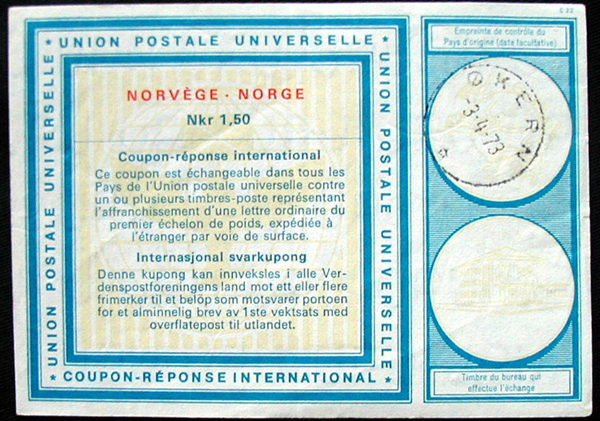 C 22
★ UNION POSTALE UNIVERSELLE ★
UNION POSTALE UNIVERSELLE
UNION POSTALE UNIVERSELLE
NORVÈGE · NORGE
Nkr 1,50
Coupon-réponse international
Ce coupon est échangeable dans tous les
Pays de l'Union postale universelle contre
un ou plusieurs timbres-poste représentant
l'affranchissement d'une lettre ordinaire du
premier échelon de poids, expédiée à
l'étranger par voie de surface.
Internasjonal svarkupong
Denne kupong kan innveksles i alle Ver-
denspostforeningens land mot ett eller flere
frimerker til et belöp som motsvarer portoen
for et alminnelig brev av 1ste vektsats med
overflatepost til utlandet.
★ COUPON-RÉPONSE INTERNATIONAL ★
Empreinte de contrôle du
Pays d'origine (date facultative)
ØKERN
-3.4.73
Timbre du bureau qui
effectue l'échange